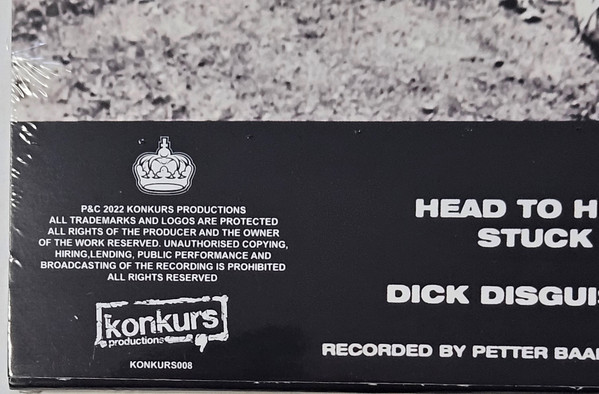 P&C 2022 KONKURS PRODUCTIONS
ALL TRADEMARKS AND LOGOS ARE PROTECTED
ALL RIGHTS OF THE PRODUCER AND THE OWNER
OF THE WORK RESERVED. UNAUTHORISED COPYING,
HIRING,LENDING, PUBLIC PERFORMANCE AND
BROADCASTING OF THE RECORDING IS PROHIBITED
ALL RIGHTS RESERVED
konkurs
productions
KONKURS008
HEAD TO H
STUCK
DICK DISGUIS
RECORDED BY PETTER BAA